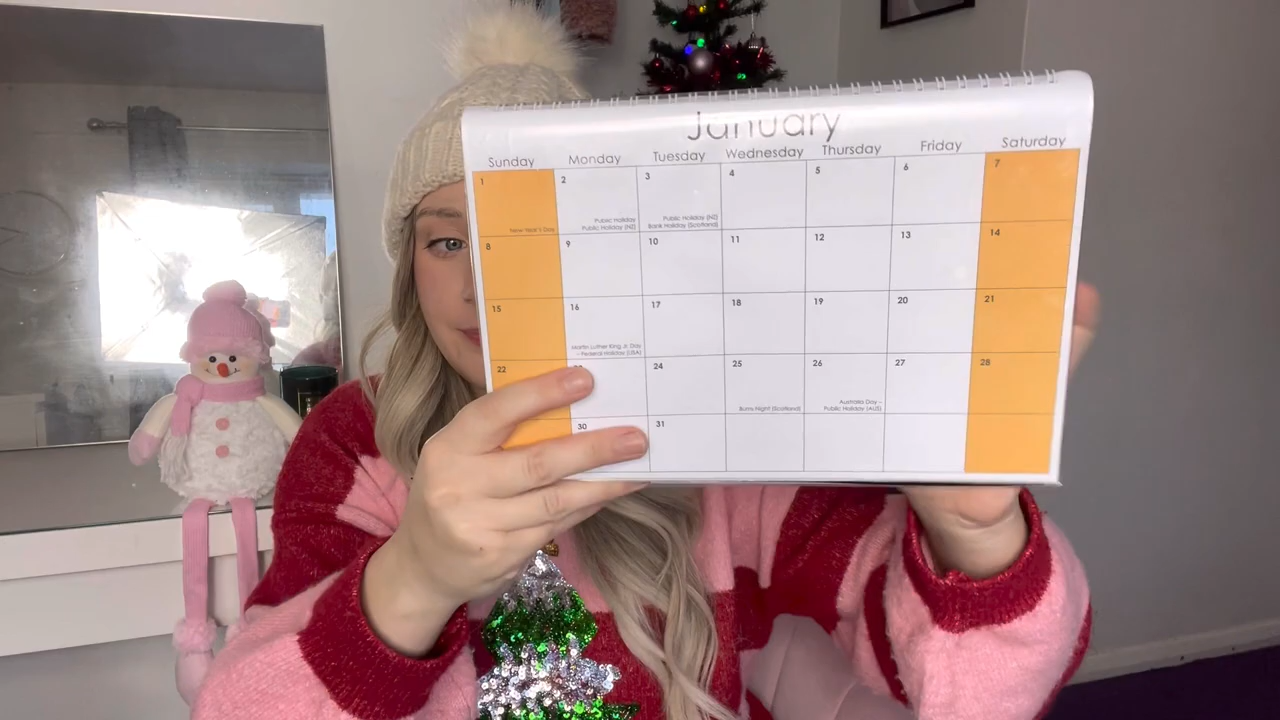 January
Sunday Monday Tuesday Wednesday Thursday Friday Saturday
1 2 3 4 5 6 7
New Year's Day
Public Holiday
Public Holiday (NZ)
Public Holiday (NZ)
Bank Holiday (Scotland)
8 9 10 11 12 13 14
15 16 17 18 19 20 21
Martin Luther King Jr. Day
– Federal Holiday (USA)
22 24 25 26 27 28
Burns Night (Scotland)
Australia Day –
Public Holiday (AUS)
30 31